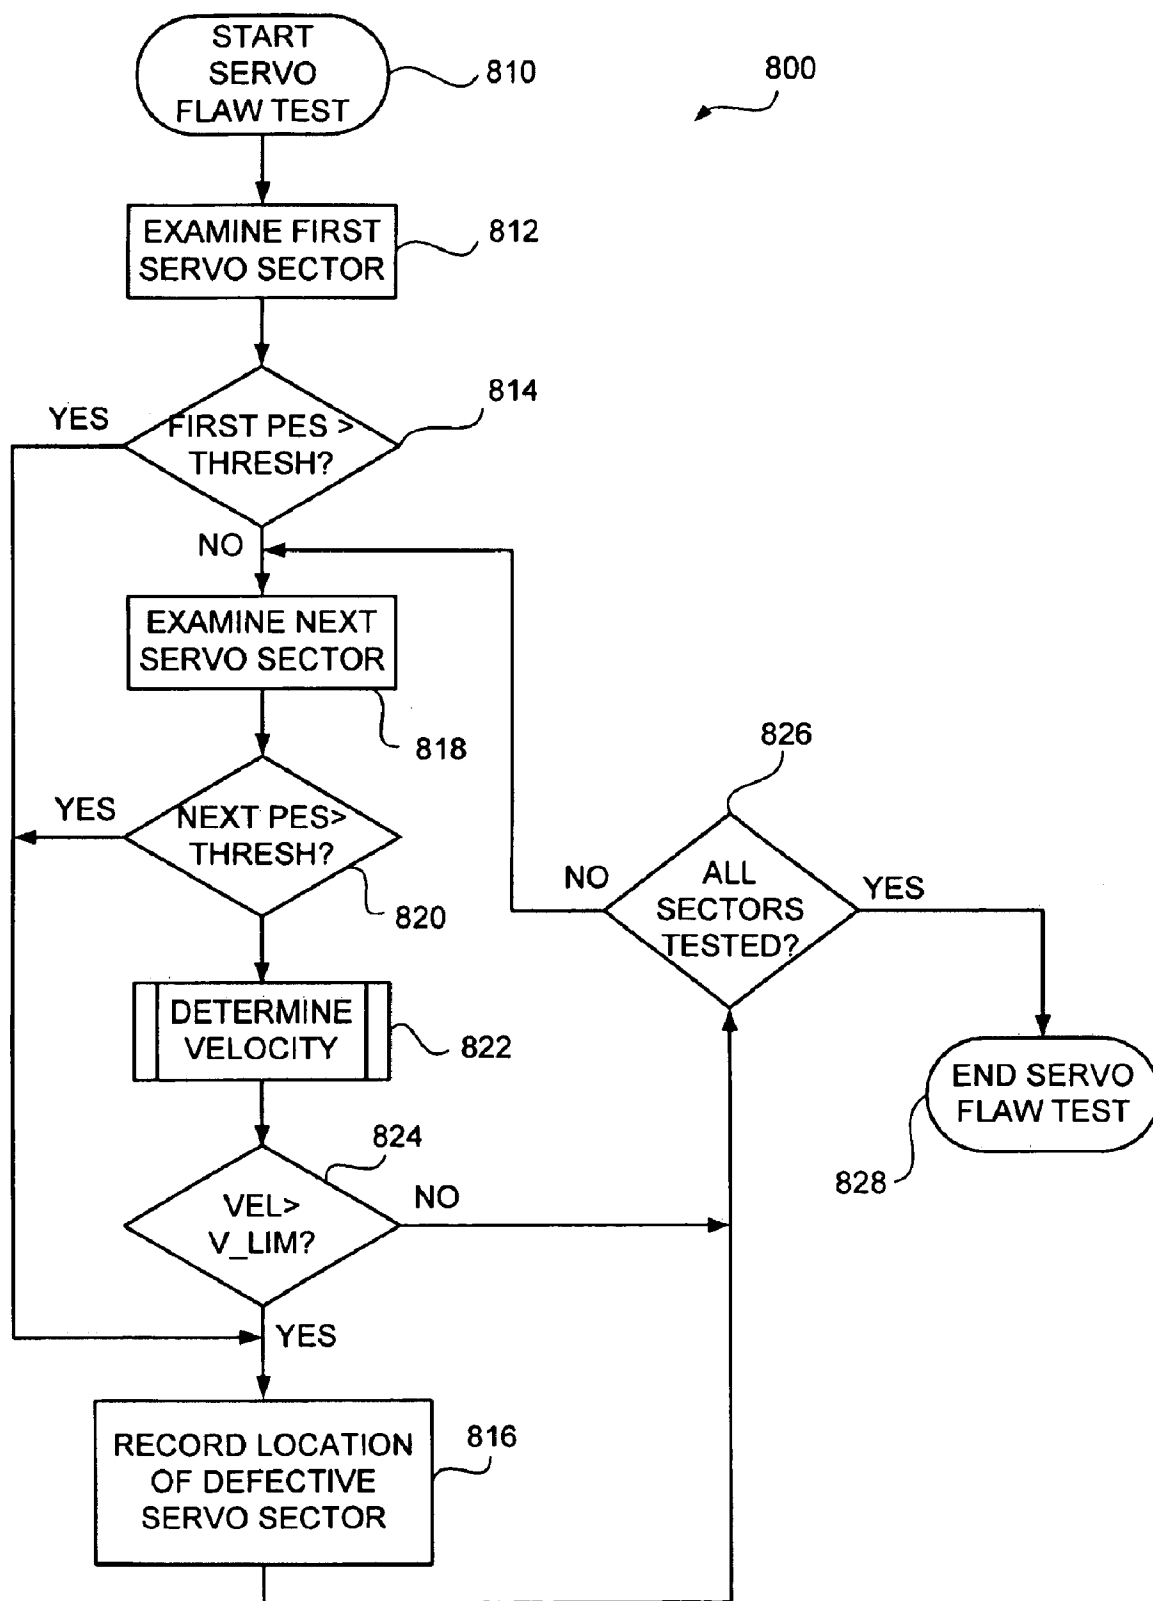 START
SERVO
FLAW TEST
810
800
EXAMINE FIRST
SERVO SECTOR
812
FIRST PES >
THRESH?
814
YES
NO
EXAMINE NEXT
SERVO SECTOR
818
NEXT PES>
THRESH?
YES
820
DETERMINE
VELOCITY
822
VEL>
V_LIM?
824
NO
YES
RECORD LOCATION
OF DEFECTIVE
SERVO SECTOR
816
826
ALL
SECTORS
TESTED?
NO
YES
END SERVO
FLAW TEST
828